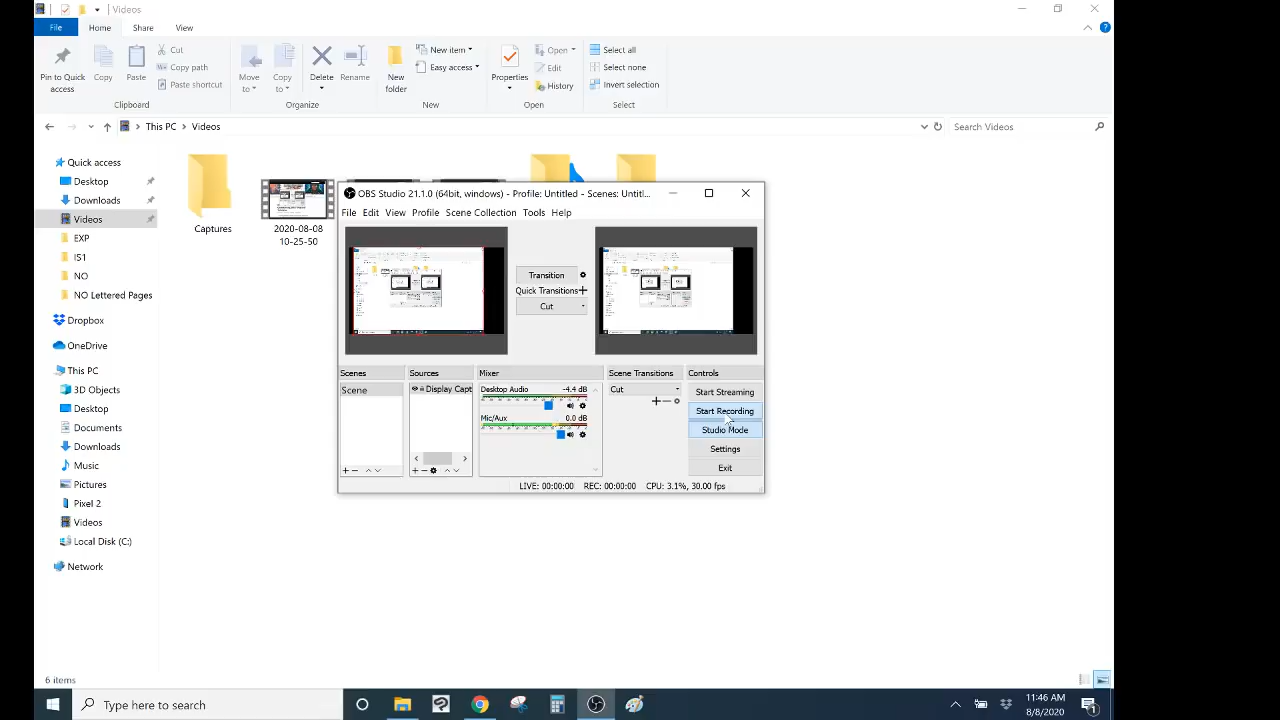 Videos
File
Home
Share
View
Pin to Quick access
Copy
Paste
Cut
Copy path
Paste shortcut
Clipboard
Move to
Copy to
Delete
Rename
Organize
New folder
New item
Easy access
New
Properties
Open
Edit
History
Open
Select all
Select none
Invert selection
Select
This PC
Videos
Search Videos
Quick access
Desktop
Downloads
Videos
EXP
IS1
NO
NO Lettered Pages
Dropbox
OneDrive
This PC
3D Objects
Desktop
Documents
Downloads
Music
Pictures
Pixel 2
Videos
Local Disk (C:)
Network
Captures
2020-08-08
10-25-50
OBS Studio 21.1.0 (64bit, windows) - Profile: Untitled - Scenes: Untitl...
File Edit View Profile Scene Collection Tools Help
Transition
Quick Transitions
Cut
Scenes
Scene
Sources
Display Capt
Mixer
Desktop Audio -4.4 dB
Mic/Aux 0.0 dB
Scene Transitions
Cut
Controls
Start Streaming
Start Recording
Studio Mode
Settings
Exit
LIVE: 00:00:00 REC: 00:00:00 CPU: 3.1%, 30.00 fps
6 items
Type here to search
11:46 AM
8/8/2020
1